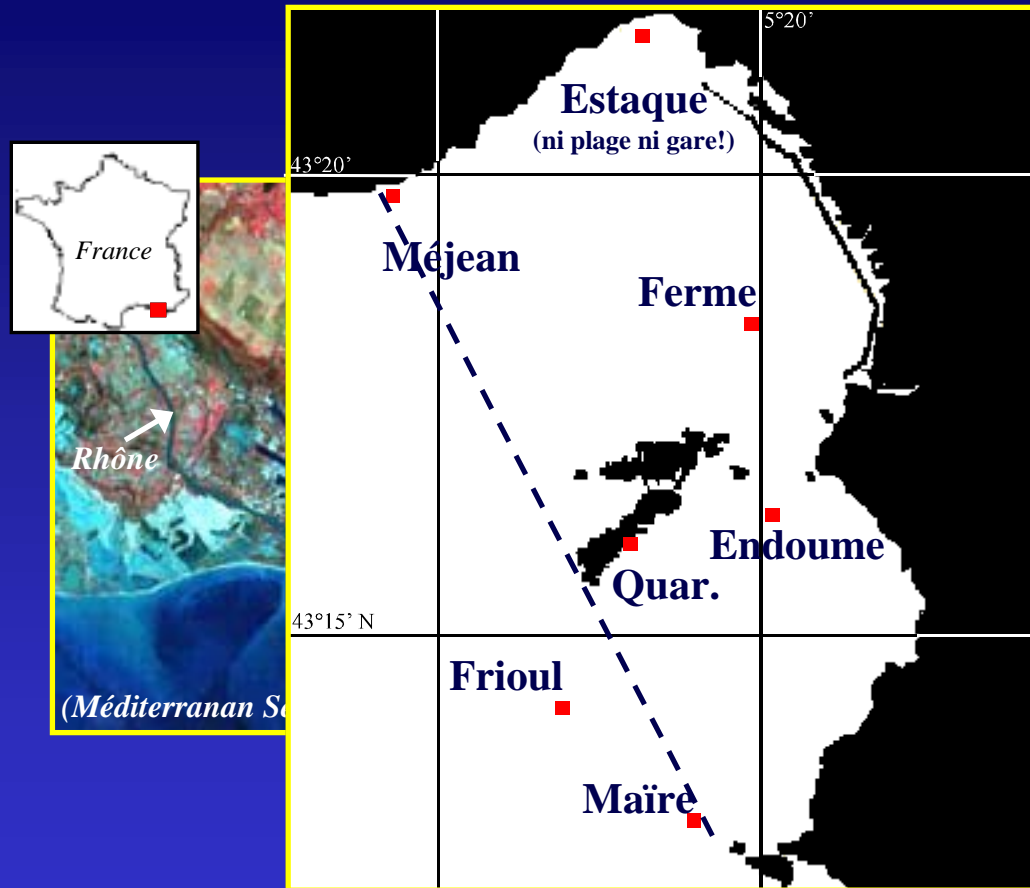 5°20'
Estaque
(ni plage ni gare!)
43°20'
France
Méjean
Ferme
Rhône
Endoume
Quar.
43°15’ N
Frioul
(Méditerranan Se
Maïre